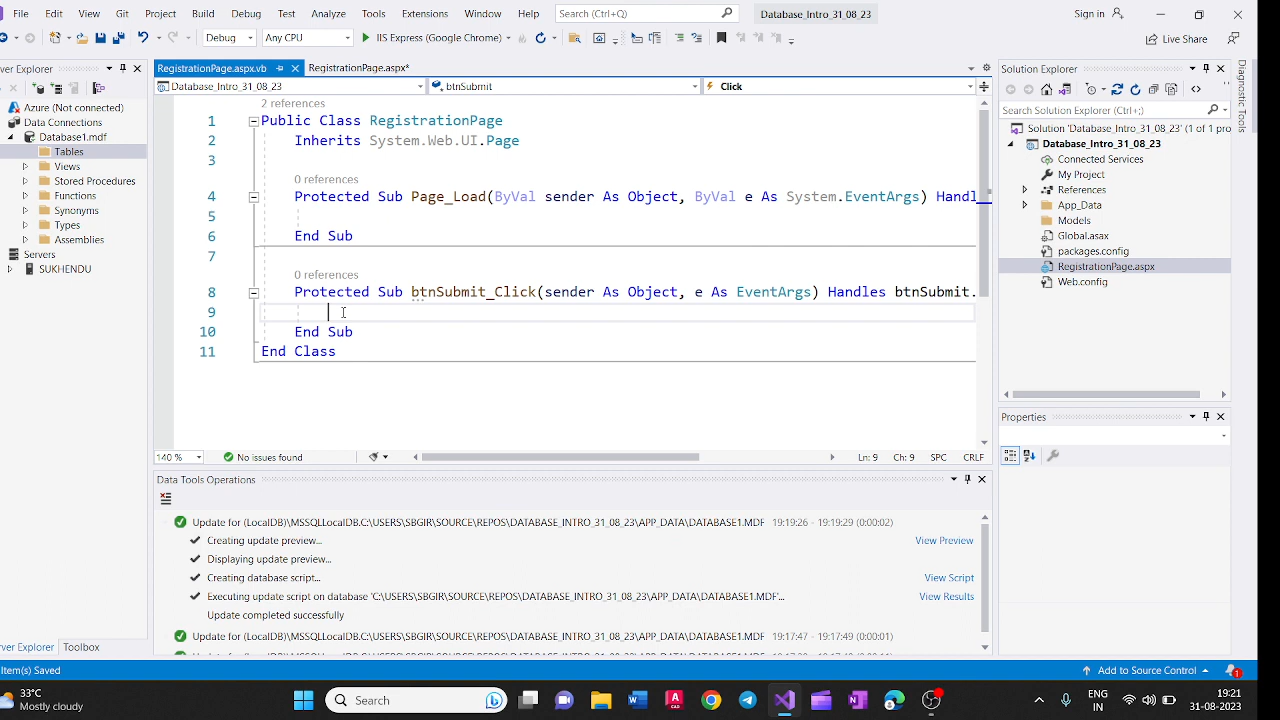 File Edit View Git Project Build Debug Test Analyze Tools Extensions Window Help Search (Ctrl+Q) Database_Intro_31_08_23 Sign in
Debug Any CPU IIS Express (Google Chrome) Live Share
ver Explorer
Azure (Not connected)
Data Connections
Database1.mdf
Tables
Views
Stored Procedures
Functions
Synonyms
Types
Assemblies
Servers
SUKHENDU
rver Explorer Toolbox
RegistrationPage.aspx.vb RegistrationPage.aspx*
Database_Intro_31_08_23 btnSubmit Click
2 references
1 Public Class RegistrationPage
2 Inherits System.Web.UI.Page
3
0 references
4 Protected Sub Page_Load(ByVal sender As Object, ByVal e As System.EventArgs) Handl
5
6 End Sub
7
0 references
8 Protected Sub btnSubmit_Click(sender As Object, e As EventArgs) Handles btnSubmit.
9
10 End Sub
11 End Class
140 % No issues found Ln: 9 Ch: 9 SPC CRLF
Data Tools Operations
Update for (LocalDB)\MSSQLLocalDB.C:\USERS\SBGIR\SOURCE\REPOS\DATABASE_INTRO_31_08_23\APP_DATA\DATABASE1.MDF 19:19:26 - 19:19:29 (0:00:02)
Creating update preview... View Preview
Displaying update preview...
Creating database script... View Script
Executing update script on database 'C:\USERS\SBGIR\SOURCE\REPOS\DATABASE_INTRO_31_08_23\APP_DATA\DATABASE1.MDF'... View Results
Update completed successfully
Update for (LocalDB)\MSSQLLocalDB.C:\USERS\SBGIR\SOURCE\REPOS\DATABASE_INTRO_31_08_23\APP_DATA\DATABASE1.MDF 19:17:47 - 19:17:49 (0:00:01)
Solution Explorer
Search Solution Explorer (Ctrl+;)
Solution 'Database_Intro_31_08_23' (1 of 1 pro
Database_Intro_31_08_23
Connected Services
My Project
References
App_Data
Models
Global.asax
packages.config
RegistrationPage.aspx
Web.config
Properties
Diagnostic Tools
Item(s) Saved Add to Source Control 1
33°C
Mostly cloudy
Search
ENG
IN
19:21
31-08-2023